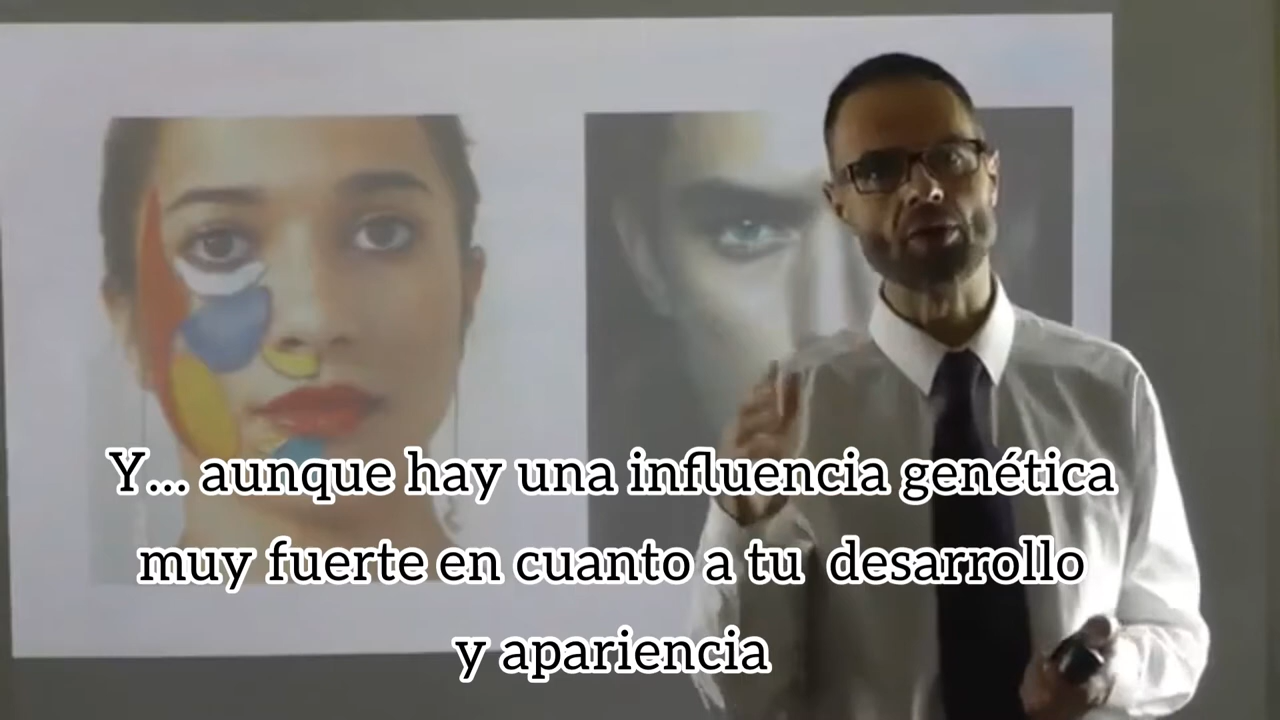 Y... aunque hay una influencia genética
muy fuerte en cuanto a tu desarrollo
y apariencia